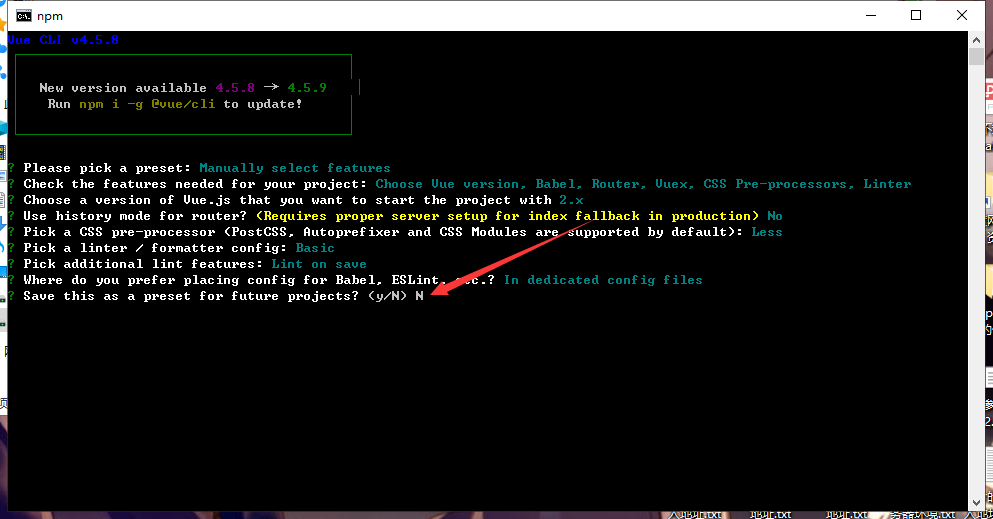 npm
Vue CLI v4.5.8
New version available 4.5.8 → 4.5.9
Run npm i -g @vue/cli to update!
? Please pick a preset: Manually select features
? Check the features needed for your project: Choose Vue version, Babel, Router, Vuex, CSS Pre-processors, Linter
? Choose a version of Vue.js that you want to start the project with 2.x
? Use history mode for router? (Requires proper server setup for index fallback in production) No
? Pick a CSS pre-processor (PostCSS, Autoprefixer and CSS Modules are supported by default): Less
? Pick a linter / formatter config: Basic
? Pick additional lint features: Lint on save
? Where do you prefer placing config for Babel, ESLint, etc.? In dedicated config files
? Save this as a preset for future projects? (y/N) N